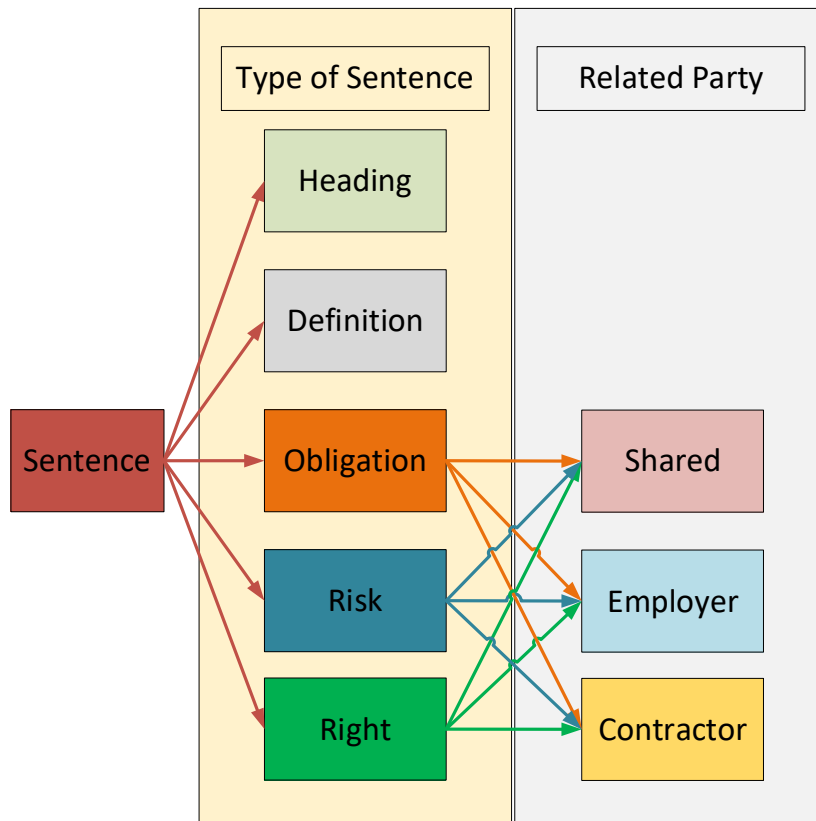 Type of Sentence
Related Party
Heading
Definition
Sentence
Obligation
Shared
Risk
Employer
Right
Contractor